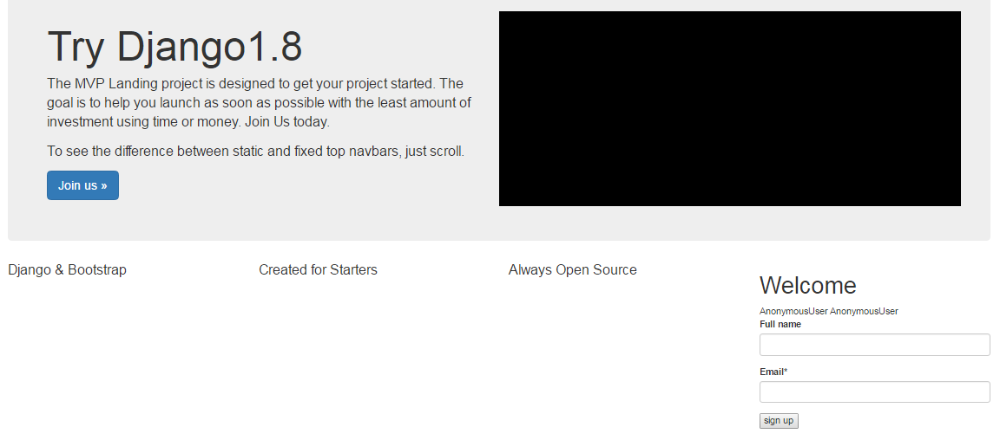 Try Django1.8
The MVP Landing project is designed to get your project started. The
goal is to help you launch as soon as possible with the least amount of
investment using time or money. Join Us today.
To see the difference between static and fixed top navbars, just scroll.
Join us »
Django & Bootstrap
Created for Starters
Always Open Source
Welcome
AnonymousUser AnonymousUser
Full name
Email*
sign up